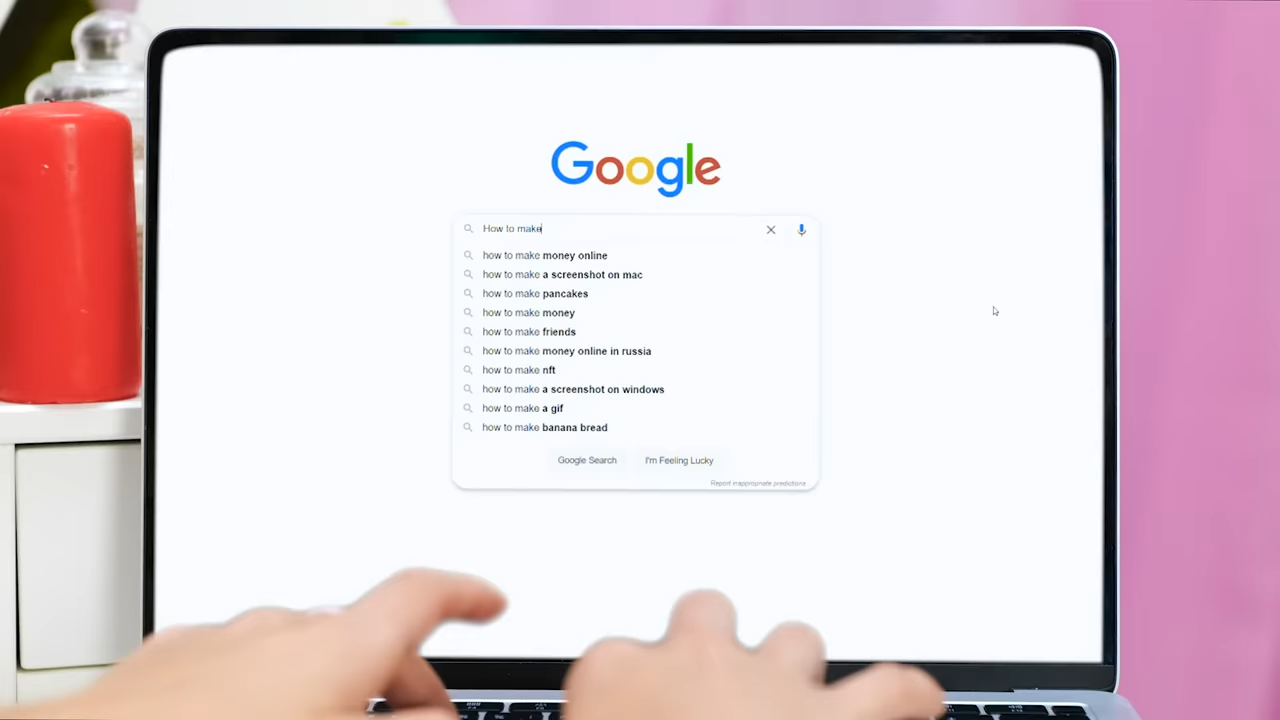 Google
How to make
how to make money online
how to make a screenshot on mac
how to make pancakes
how to make money
how to make friends
how to make money online in russia
how to make nft
how to make a screenshot on windows
how to make a gif
how to make banana bread
Google Search I'm Feeling Lucky
Report inappropriate predictions